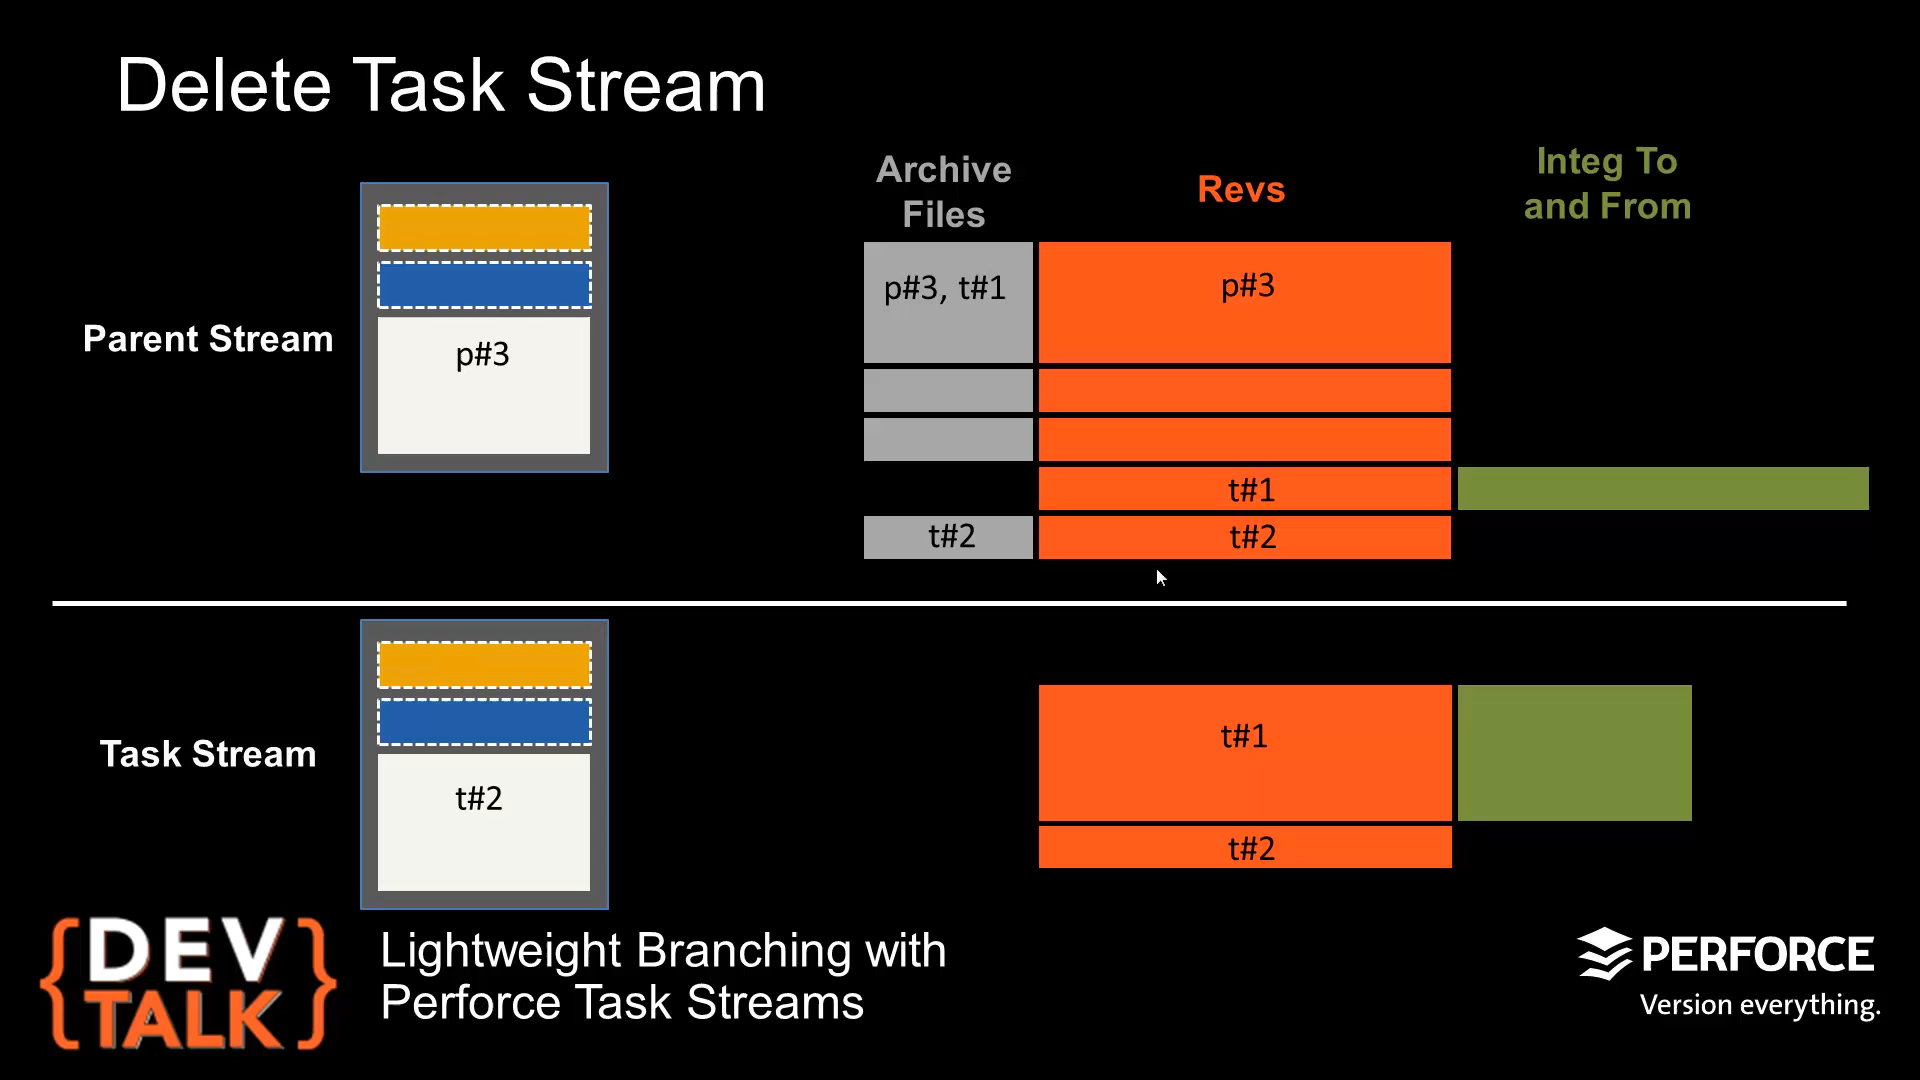 Delete Task Stream
Archive
Files
Revs
Integ To
and From
Parent Stream
p#3
p#3, t#1
p#3
t#1
t#2
t#2
Task Stream
t#2
t#1
t#2
{DEV
TALK}
Lightweight Branching with
Perforce Task Streams
PERFORCE
Version everything.